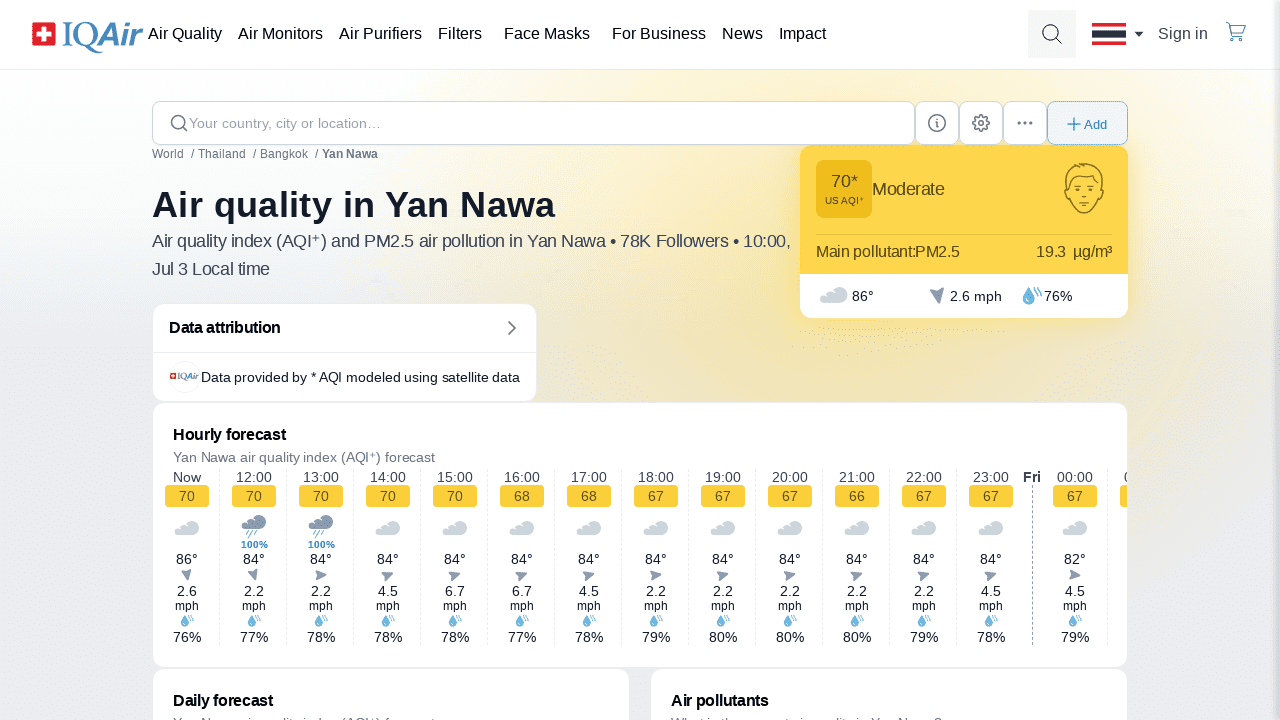 IQAir Air Quality Air Monitors Air Purifiers Filters Face Masks For Business News Impact Sign in
Your country, city or location… Add
World / Thailand / Bangkok / Yan Nawa
Air quality in Yan Nawa
Air quality index (AQI⁺) and PM2.5 air pollution in Yan Nawa • 78K Followers • 10:00,
Jul 3 Local time
70*
US AQI⁺
Moderate
Main pollutant:PM2.5 19.3 µg/m³
86° 2.6 mph 76%
Data attribution
IQAir Data provided by * AQI modeled using satellite data
Hourly forecast
Yan Nawa air quality index (AQI⁺) forecast
Now 12:00 13:00 14:00 15:00 16:00 17:00 18:00 19:00 20:00 21:00 22:00 23:00 Fri 00:00
70 70 70 70 70 68 68 67 67 67 66 67 67 67
100% 100%
86° 84° 84° 84° 84° 84° 84° 84° 84° 84° 84° 84° 84° 82°
2.6 2.2 2.2 4.5 6.7 6.7 4.5 2.2 2.2 2.2 2.2 2.2 4.5 4.5
mph mph mph mph mph mph mph mph mph mph mph mph mph mph
76% 77% 78% 78% 78% 77% 78% 79% 80% 80% 80% 79% 78% 79%
Daily forecast Air pollutants